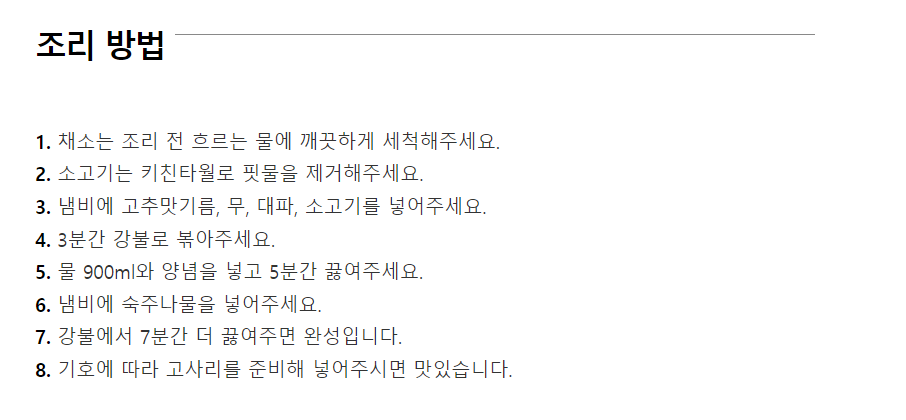 조리 방법
1. 채소는 조리 전 흐르는 물에 깨끗하게 세척해주세요.
2. 소고기는 키친타월로 핏물을 제거해주세요.
3. 냄비에 고추맛기름, 무, 대파, 소고기를 넣어주세요.
4. 3분간 강불로 볶아주세요.
5. 물 900ml와 양념을 넣고 5분간 끓여주세요.
6. 냄비에 숙주나물을 넣어주세요.
7. 강불에서 7분간 더 끓여주면 완성입니다.
8. 기호에 따라 고사리를 준비해 넣어주시면 맛있습니다.